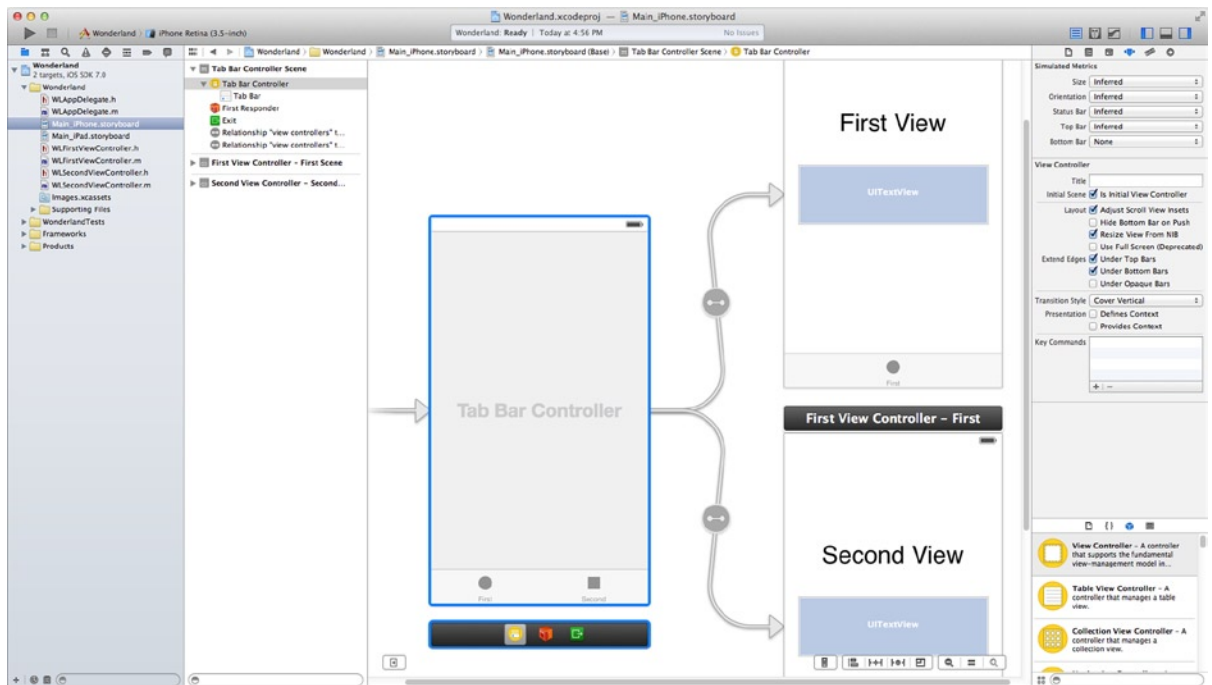 Wonderland.xcodeproj — Main_iPhone.storyboard
Wonderland iPhone Retina (3.5-inch)
Wonderland: Ready | Today at 4:56 PM
No Issues
Wonderland Wonderland Main_iPhone.storyboard Main_iPhone.storyboard (Base) Tab Bar Controller Scene Tab Bar Controller
Wonderland
2 targets, iOS SDK 7.0
Wonderland
WLAppDelegate.h
WLAppDelegate.m
Main_iPhone.storyboard
Main_iPad.storyboard
WLFirstViewController.h
WLFirstViewController.m
WLSecondViewController.h
WLSecondViewController.m
Images.xcassets
Supporting Files
WonderlandTests
Frameworks
Products
Tab Bar Controller Scene
Tab Bar Controller
Tab Bar
First Responder
Exit
Relationship "view controllers" t...
Relationship "view controllers" t...
First View Controller – First Scene
Second View Controller – Second...
Tab Bar Controller
First
Second
First View
UITextView
First
First View Controller – First
Second View
UITextView
Simulated Metrics
Size Inferred
Orientation Inferred
Status Bar Inferred
Top Bar Inferred
Bottom Bar None
View Controller
Title
Initial Scene Is Initial View Controller
Layout Adjust Scroll View Insets
Hide Bottom Bar on Push
Resize View From NIB
Use Full Screen (Deprecated)
Extend Edges Under Top Bars
Under Bottom Bars
Under Opaque Bars
Transition Style Cover Vertical
Presentation Defines Context
Provides Context
Key Commands
View Controller – A controller
that supports the fundamental
view-management model in...
Table View Controller – A
controller that manages a table
view.
Collection View Controller – A
controller that manages a
collection view.